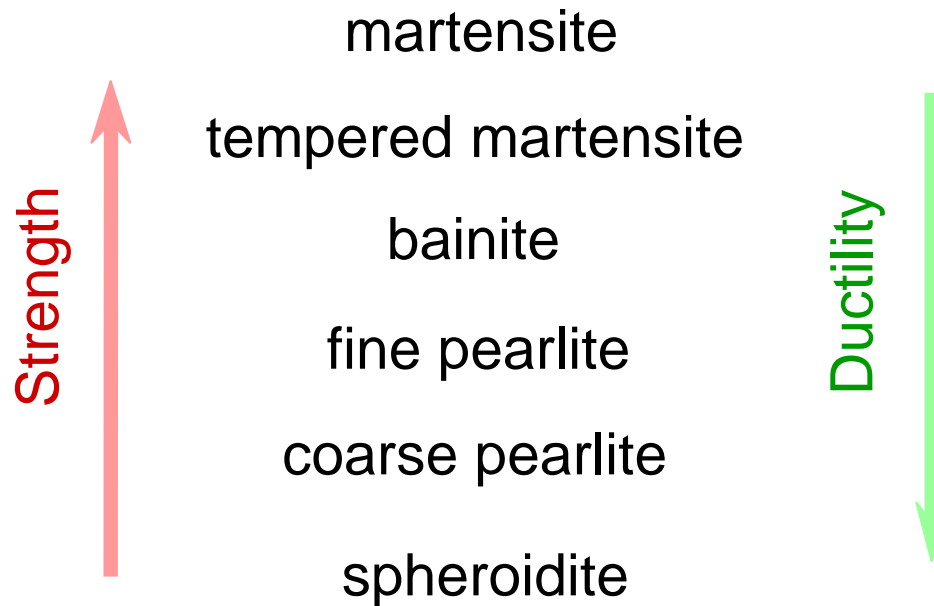 martensite
tempered martensite
bainite
fine pearlite
coarse pearlite
spheroidite
Strength
Ductility